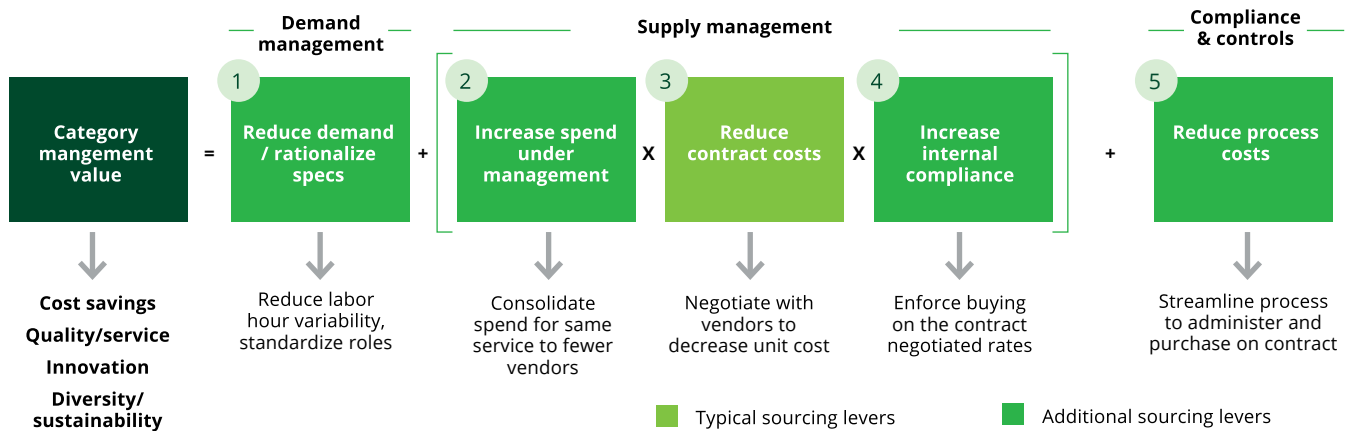 Demand
management
Supply management
Compliance
& controls
1
2
3
4
5
Category
mangement
value
=
Reduce demand
/ rationalize
specs
+
Increase spend
under
management
X
Reduce
contract costs
X
Increase
internal
compliance
+
Reduce process
costs
Cost savings
Quality/service
Innovation
Diversity/
sustainability
Reduce labor
hour variability,
standardize roles
Consolidate
spend for same
service to fewer
vendors
Negotiate with
vendors to
decrease unit cost
Enforce buying
on the contract
negotiated rates
Streamline process
to administer and
purchase on contract
Typical sourcing levers
Additional sourcing levers